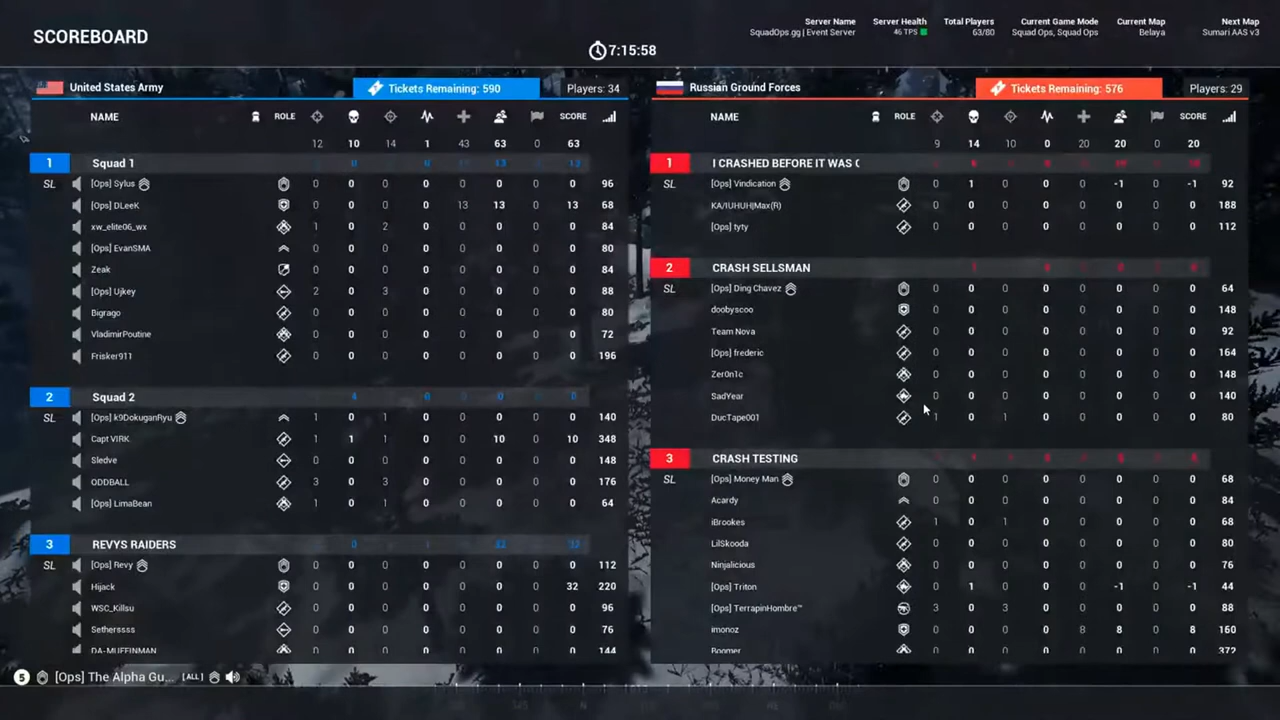 SCOREBOARD
Server Name Server Health Total Players Current Game Mode Current Map Next Map
SquadOps.gg | Event Server 46 TPS 63/80 Squad Ops, Squad Ops Belaya Sumari AAS v3
7:15:58
United States Army Tickets Remaining: 590 Players: 34
NAME ROLE SCORE
12 10 14 1 43 63 0 63
1 Squad 1
SL [Ops] Sylus 0 0 0 0 0 0 0 0 96
[Ops] DLeeK 0 0 0 0 13 13 0 13 68
xw_elite06_wx 1 0 2 0 0 0 0 0 84
[Ops] EvanSMA 0 0 0 0 0 0 0 0 80
Zeak 0 0 0 0 0 0 0 0 84
[Ops] Ujkey 2 0 3 0 0 0 0 0 88
Bigrago 0 0 0 0 0 0 0 0 80
VladimirPoutine 0 0 0 0 0 0 0 0 72
Frisker911 0 0 0 0 0 0 0 0 196
2 Squad 2
SL [Ops] k9DokuganRyu 1 0 1 0 0 0 0 0 140
Capt VIRK 1 1 1 0 0 10 0 10 348
Sledve 0 0 0 0 0 0 0 0 148
ODDBALL 3 0 3 0 0 0 0 0 176
[Ops] LimaBean 1 0 1 0 0 0 0 0 64
3 REVYS RAIDERS
SL [Ops] Revy 0 0 0 0 0 0 0 0 112
Hijack 32 220
WSC_Killsu 0 0 0 0 0 0 0 0 96
Setherssss 0 0 0 0 0 0 0 0 76
DA-MUFFINMAN 0 0 0 0 0 0 0 0 144
5 [Ops] The Alpha Gu... [ALL]
Russian Ground Forces Tickets Remaining: 576 Players: 29
NAME ROLE SCORE
9 14 10 0 20 20 0 20
1 I CRASHED BEFORE IT WAS
SL [Ops] Vindication 0 1 0 0 0 -1 0 -1 92
KA/IUHUH|Max(R) 0 0 0 0 0 0 0 0 188
[Ops] tyty 0 0 0 0 0 0 0 0 112
2 CRASH SELLSMAN
SL [Ops] Ding Chavez 0 0 0 0 0 0 0 0 64
doobyscoo 0 0 0 0 0 0 0 0 148
Team Nova 0 0 0 0 0 0 0 0 92
[Ops] frederic 0 0 0 0 0 0 0 0 164
Zer0n1c 0 0 0 0 0 0 0 0 148
SadYear 0 0 0 0 0 0 0 0 140
DucTape001 1 0 1 0 0 0 0 0 80
3 CRASH TESTING
SL [Ops] Money Man 0 0 0 0 0 0 0 0 68
Acardy 0 0 0 0 0 0 0 0 84
iBrookes 1 0 1 0 0 0 0 0 68
LilSkooda 0 0 0 0 0 0 0 0 80
Ninjalicious 0 0 0 0 0 0 0 0 76
[Ops] Triton 0 1 0 0 0 -1 0 -1 44
[Ops] TerrapinHombre™ 3 0 3 0 0 0 0 0 88
imonoz 0 0 0 0 8 8 0 8 160
Boomer 0 0 0 0 0 0 0 0 372